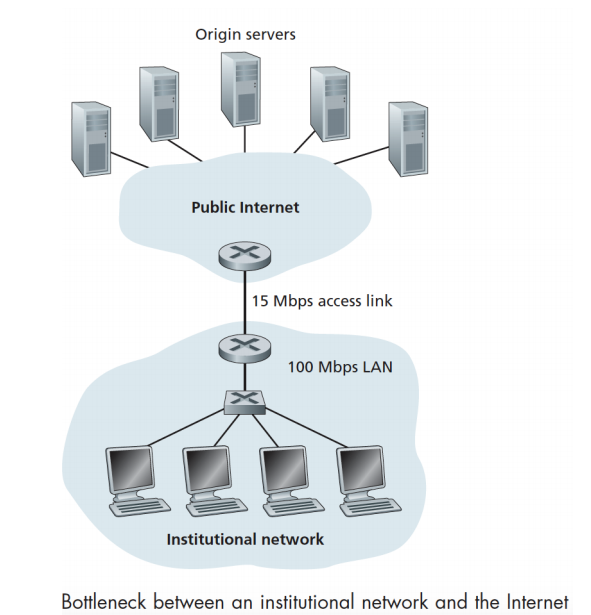 Origin servers
Public Internet
15 Mbps access link
100 Mbps LAN
Institutional network
Bottleneck between an institutional network and the Internet